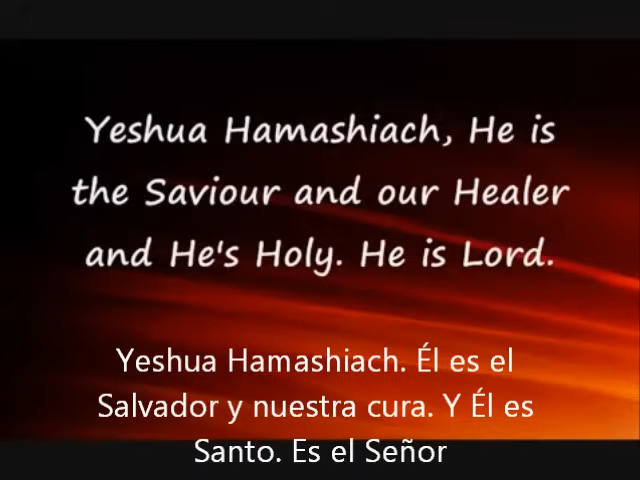 Yeshua Hamashiach, He is
the Saviour and our Healer
and He's Holy. He is Lord.
Yeshua Hamashiach. Él es el
Salvador y nuestra cura. Y Él es
Santo. Es el Señor